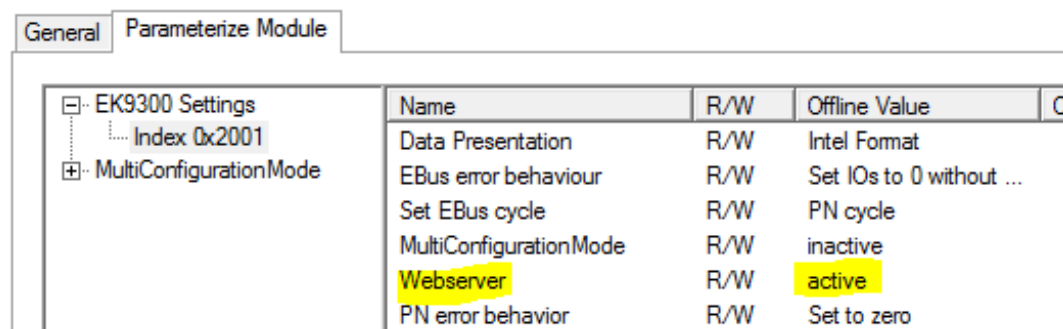 General Parameterize Module
EK9300 Settings
Index 0x2001
MultiConfigurationMode
Name R/W Offline Value
Data Presentation R/W Intel Format
EBus error behaviour R/W Set IOs to 0 without ...
Set EBus cycle R/W PN cycle
MultiConfigurationMode R/W inactive
Webserver R/W active
PN error behavior R/W Set to zero